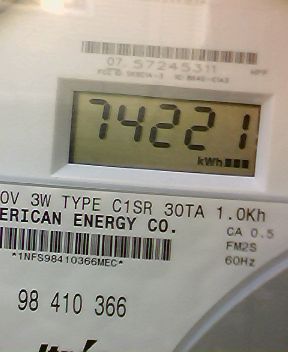 07 57245311
74221
kWh
0V 3W TYPE C1SR 30TA 1.0Kh
ERICAN ENERGY CO.
CA 0.5
FM2S
*1NFS98410366MEC*
60Hz
98 410 366